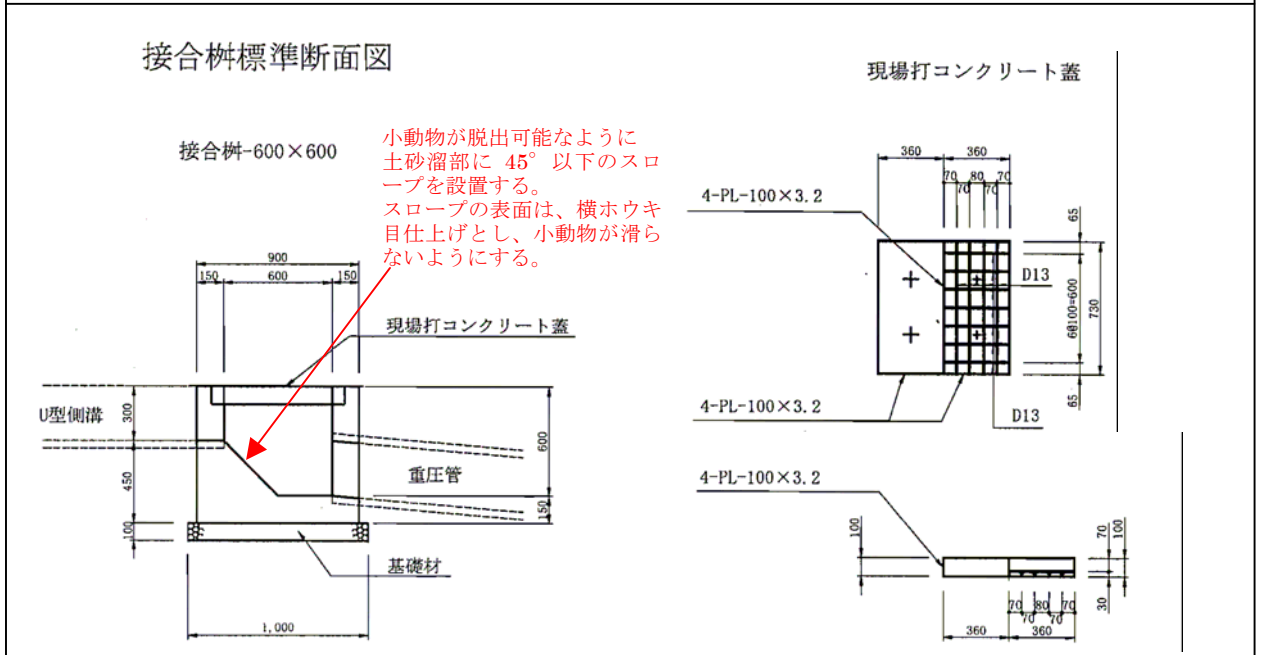 接合桝標準断面図
現場打コンクリート蓋
接合桝-600×600
小動物が脱出可能なように
土砂溜部に 45° 以下のスロ
ープを設置する。
スロープの表面は、横ホウキ
目仕上げとし、小動物が滑ら
ないようにする。
900
150
600
150
現場打コンクリート蓋
U型側溝
300
450
100
600
150
重圧管
基礎材
1,000
360
360
70
80
70
70
70
4-PL-100×3.2
65
D13
6@100=600
730
4-PL-100×3.2
65
D13
4-PL-100×3.2
100
70
100
30
70
80
70
70
70
360
360